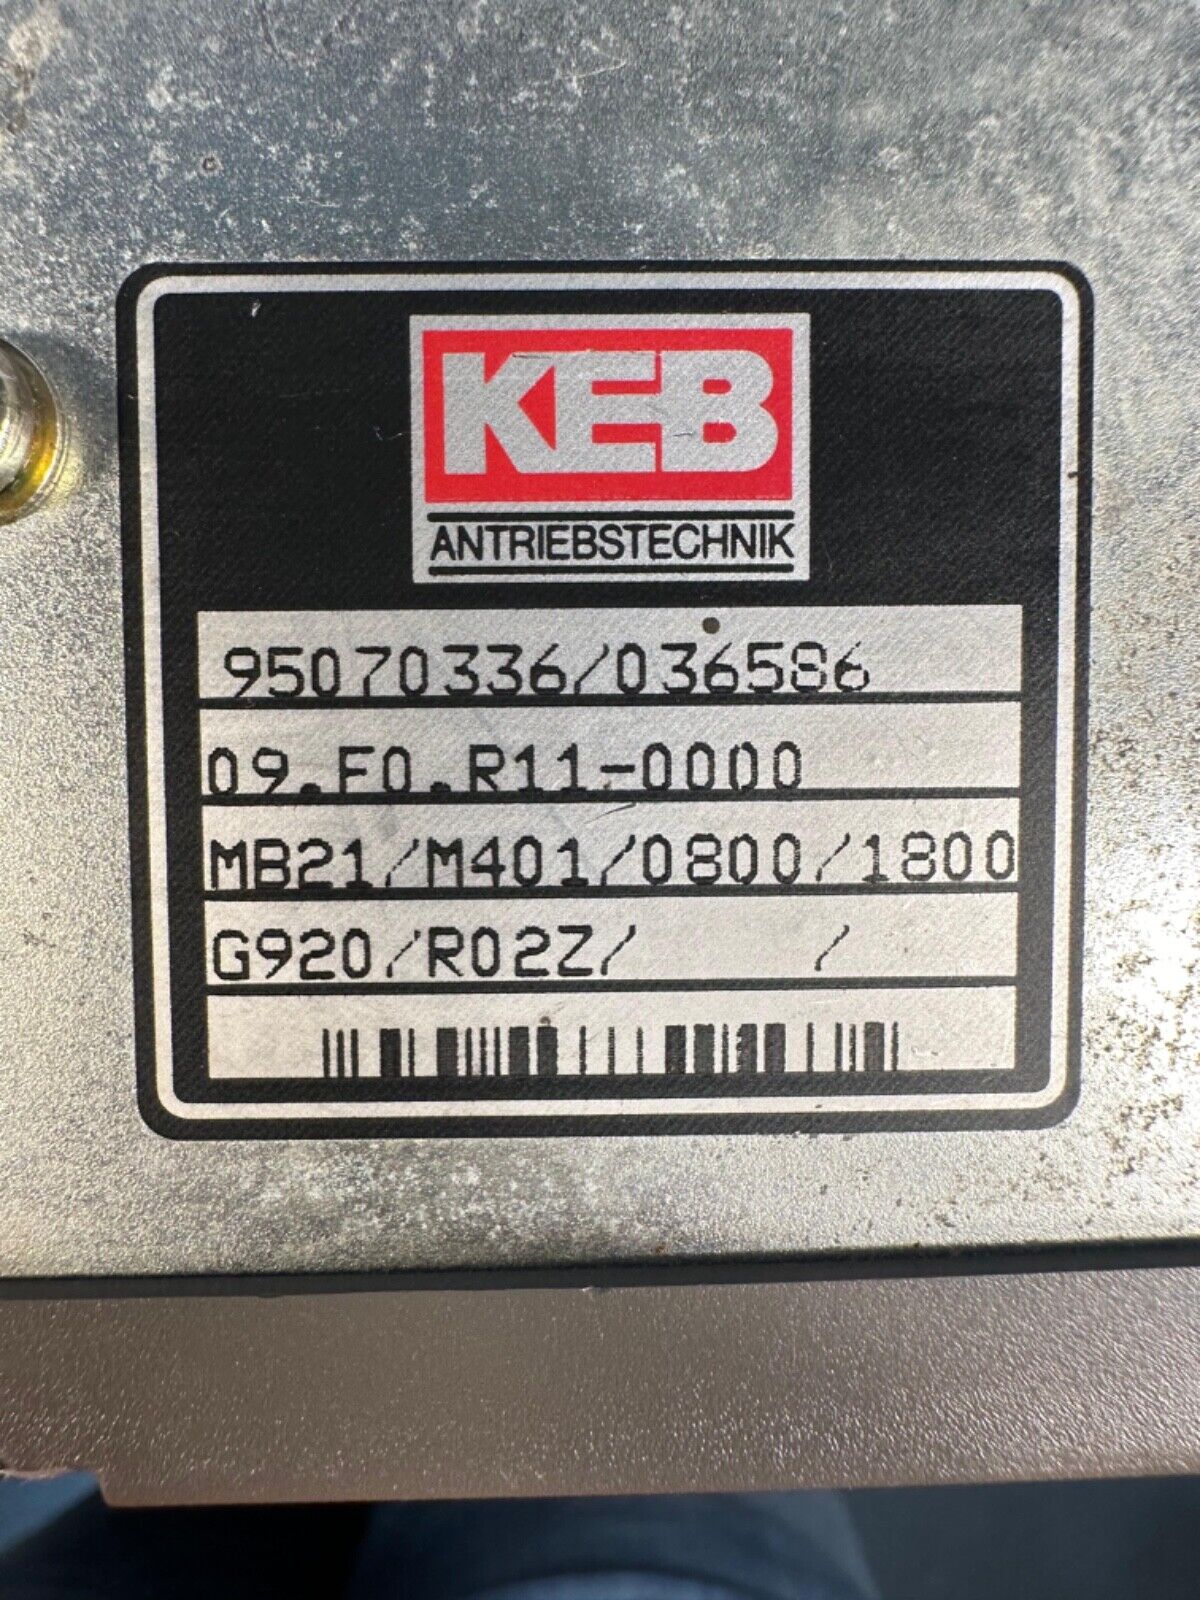 KEB
ANTRIEBSTECHNIK
95070336/036586
09.F0.R11-0000
MB21/M401/0800/1800
G920/R02Z/ /